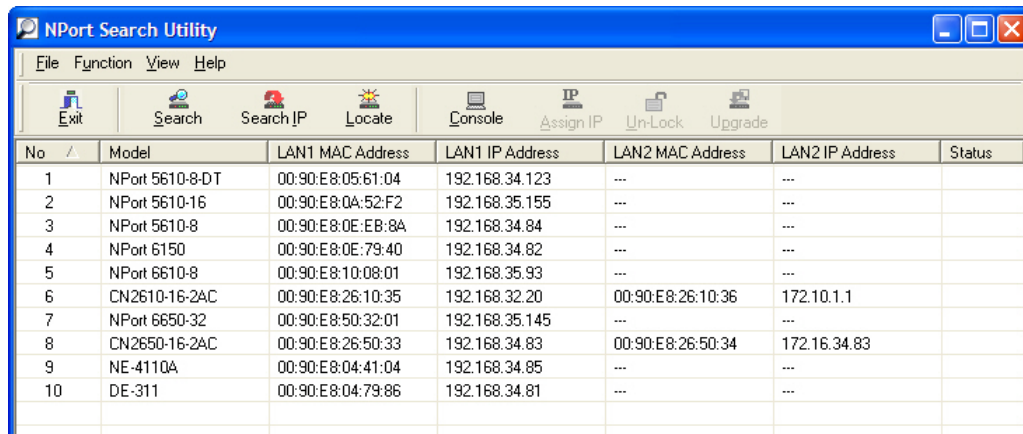 NPort Search Utility
File Function View Help
Exit Search Search IP Locate Console Assign IP Un-Lock Upgrade
No Model LAN1 MAC Address LAN1 IP Address LAN2 MAC Address LAN2 IP Address Status
1 NPort 5610-8-DT 00:90:E8:05:61:04 192.168.34.123 --- ---
2 NPort 5610-16 00:90:E8:0A:52:F2 192.168.35.155 --- ---
3 NPort 5610-8 00:90:E8:0E:EB:8A 192.168.34.84 --- ---
4 NPort 6150 00:90:E8:0E:79:40 192.168.34.82 --- ---
5 NPort 6610-8 00:90:E8:10:08:01 192.168.35.93 --- ---
6 CN2610-16-2AC 00:90:E8:26:10:35 192.168.32.20 00:90:E8:26:10:36 172.10.1.1
7 NPort 6650-32 00:90:E8:50:32:01 192.168.35.145 --- ---
8 CN2650-16-2AC 00:90:E8:26:50:33 192.168.34.83 00:90:E8:26:50:34 172.16.34.83
9 NE-4110A 00:90:E8:04:41:04 192.168.34.85 --- ---
10 DE-311 00:90:E8:04:79:86 192.168.34.81 --- ---